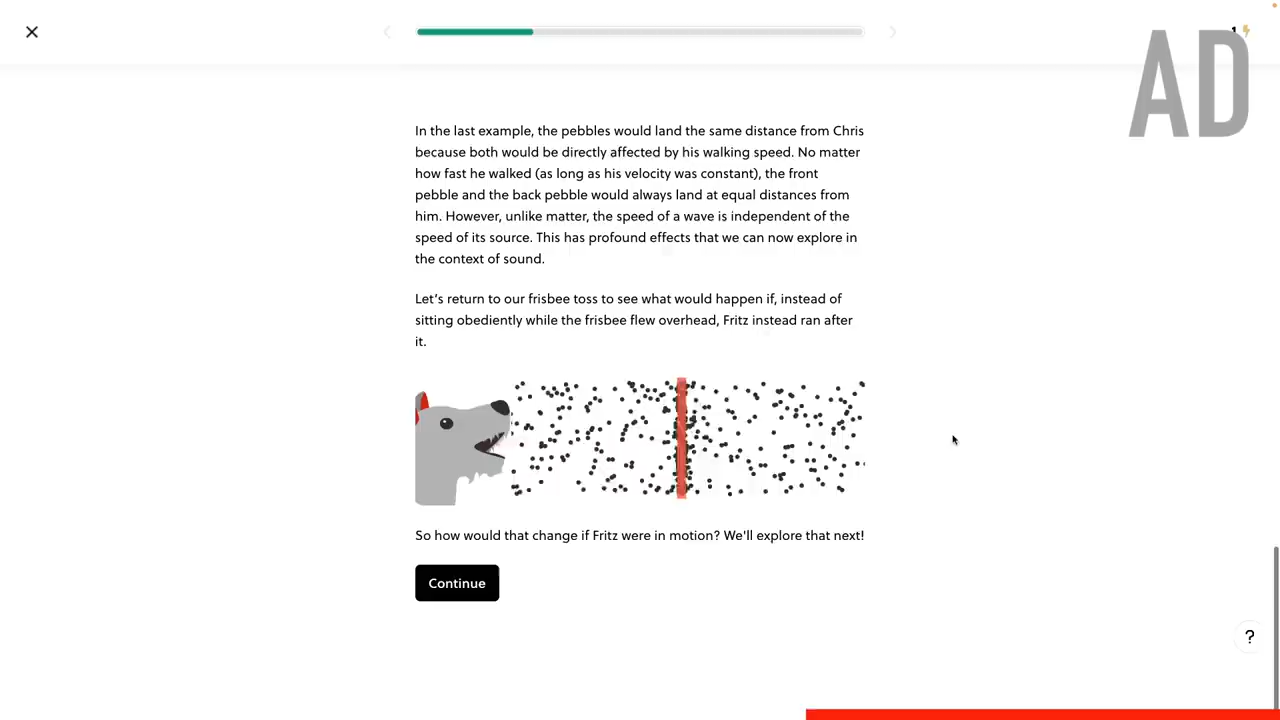 1
AD
In the last example, the pebbles would land the same distance from Chris
because both would be directly affected by his walking speed. No matter
how fast he walked (as long as his velocity was constant), the front
pebble and the back pebble would always land at equal distances from
him. However, unlike matter, the speed of a wave is independent of the
speed of its source. This has profound effects that we can now explore in
the context of sound.
Let's return to our frisbee toss to see what would happen if, instead of
sitting obediently while the frisbee flew overhead, Fritz instead ran after
it.
So how would that change if Fritz were in motion? We'll explore that next!
Continue
?